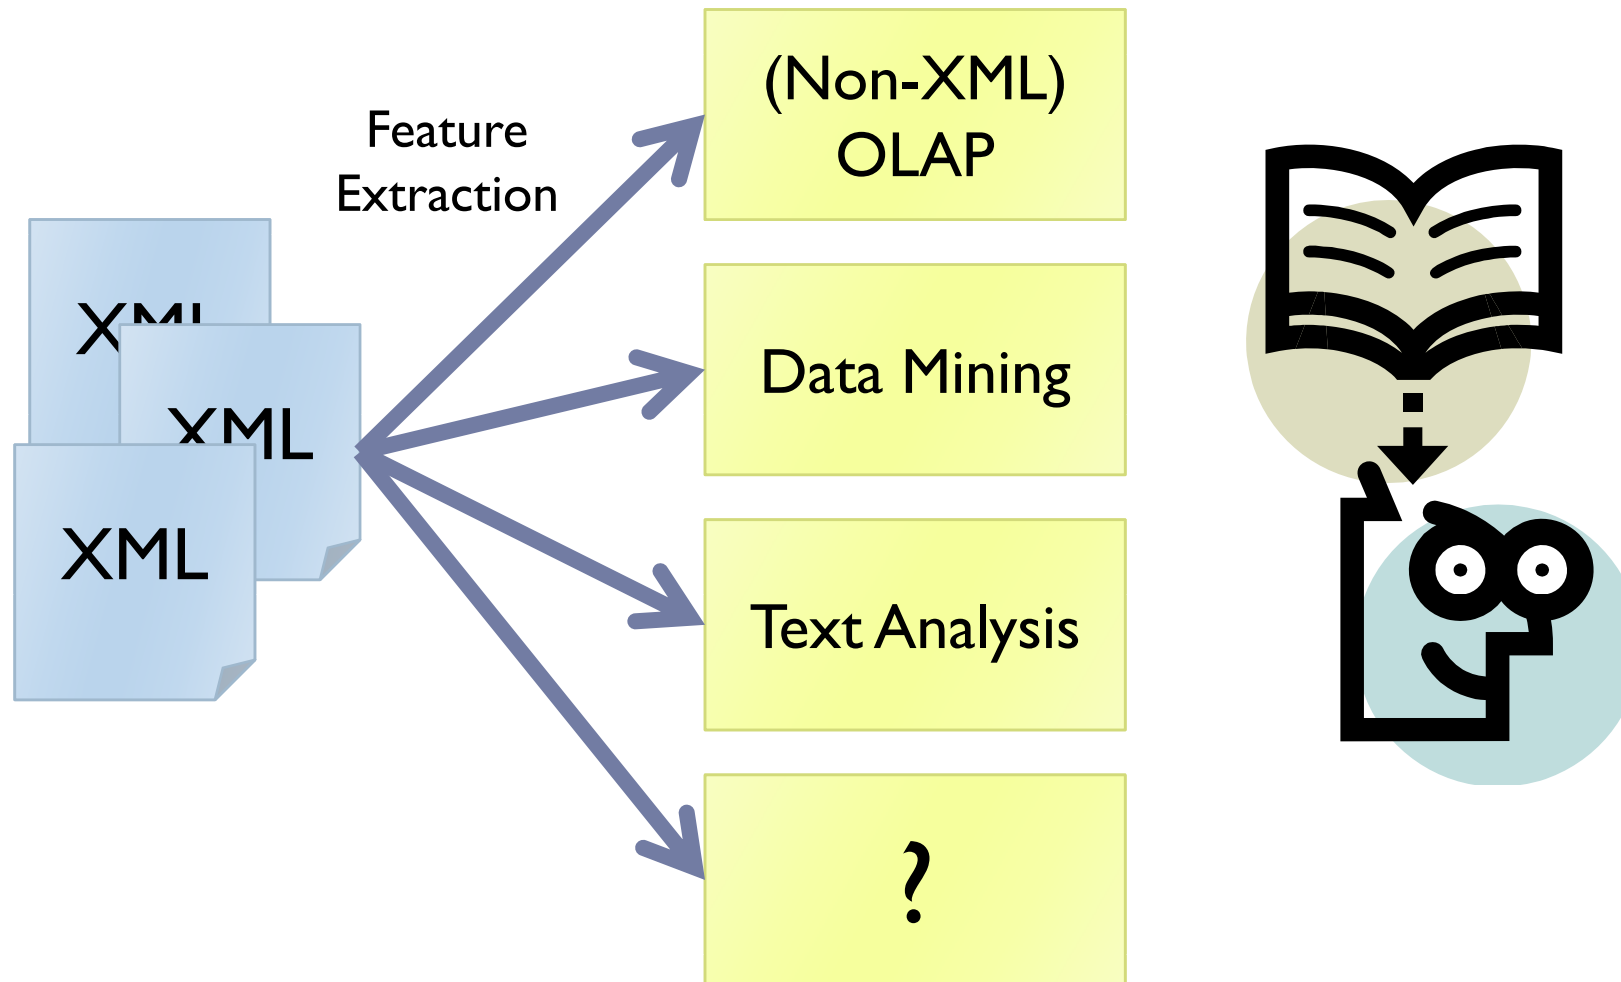 Feature
Extraction
XML
XML
XML
(Non-XML)
OLAP
Data Mining
Text Analysis
?